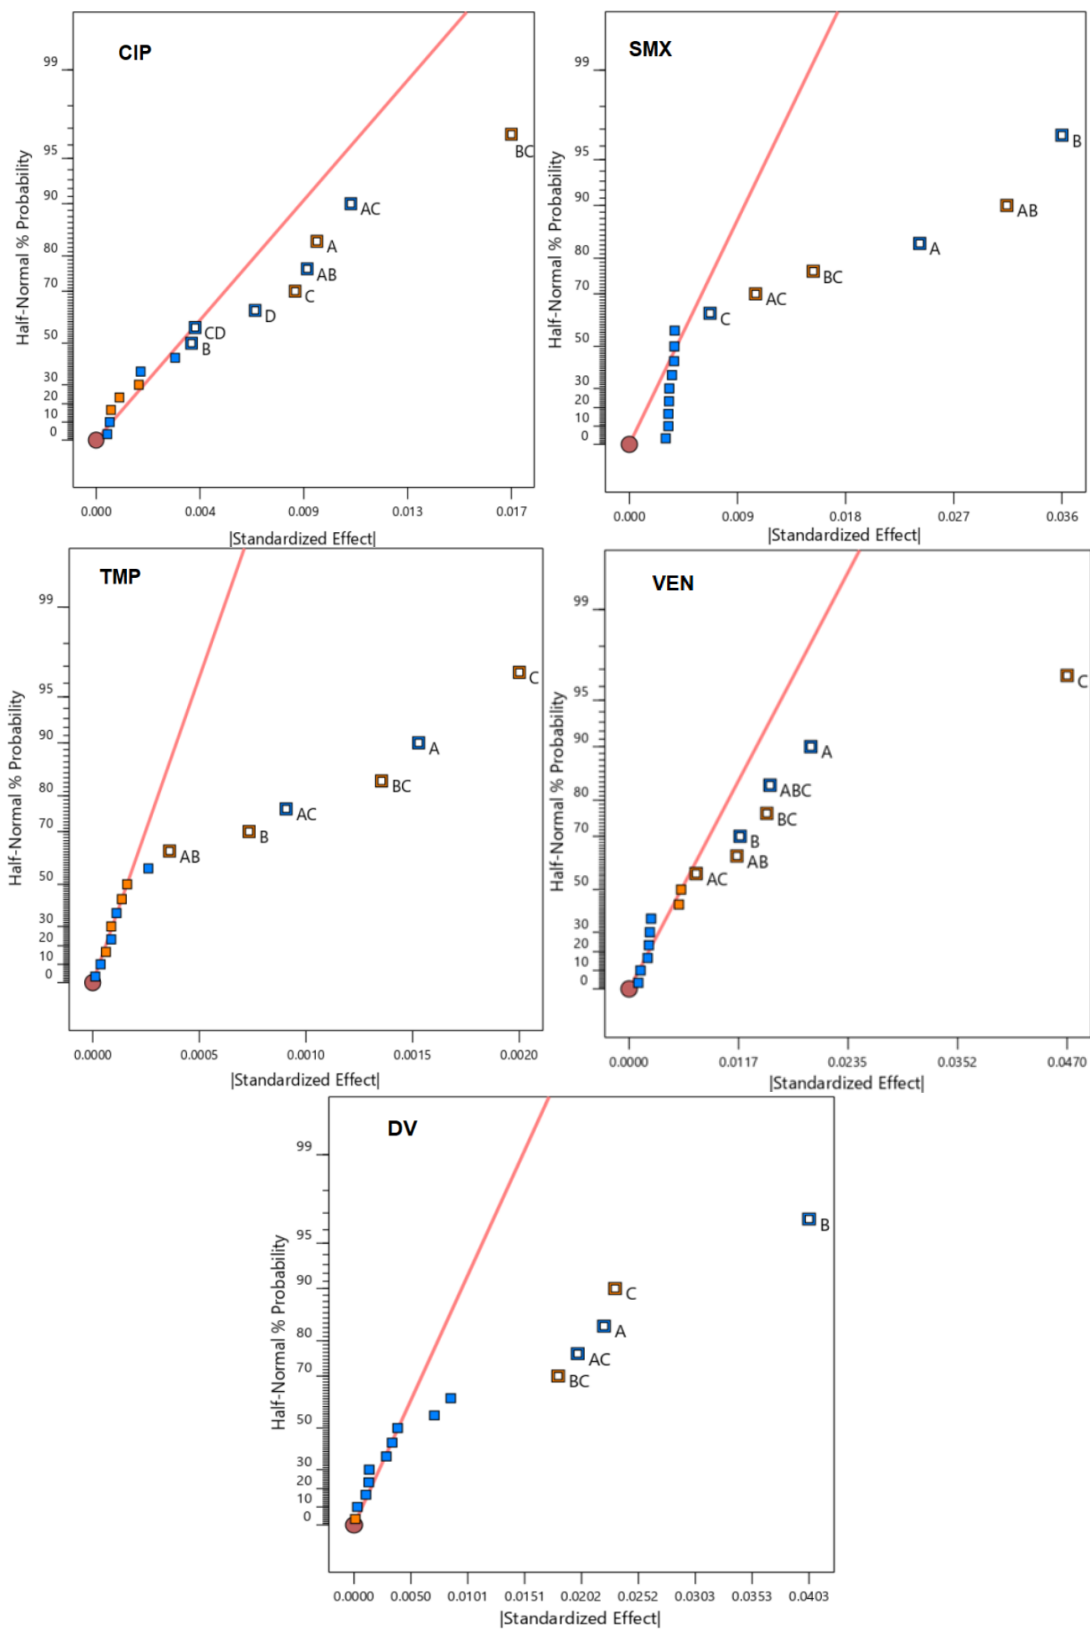 CIP
Half-Normal % Probability
99
95
90
80
70
50
30
20
10
0
BC
AC
A
AB
C
D
CD
B
0.000 0.004 0.009 0.013 0.017
|Standardized Effect|
SMX
Half-Normal % Probability
99
95
90
80
70
50
30
20
10
0
B
AB
A
BC
AC
C
0.000 0.009 0.018 0.027 0.036
|Standardized Effect|
TMP
Half-Normal % Probability
99
95
90
80
70
50
30
20
10
0
C
A
BC
AC
B
AB
0.0000 0.0005 0.0010 0.0015 0.0020
|Standardized Effect|
VEN
Half-Normal % Probability
99
95
90
80
70
50
30
20
10
0
C
A
ABC
BC
B
AB
AC
0.0000 0.0117 0.0235 0.0352 0.0470
|Standardized Effect|
DV
Half-Normal % Probability
99
95
90
80
70
50
30
20
10
0
B
C
A
AC
BC
0.0000 0.0050 0.0101 0.0151 0.0202 0.0252 0.0303 0.0353 0.0403
|Standardized Effect|